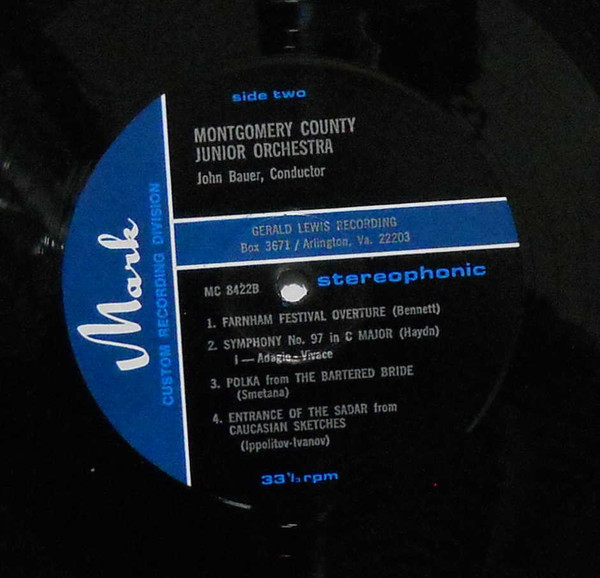 side two
MONTGOMERY COUNTY
JUNIOR ORCHESTRA
John Bauer, Conductor
Mark
CUSTOM RECORDING DIVISION
GERALD LEWIS RECORDING
Box 3671 / Arlington, Va. 22203
MC 8422B
stereophonic
1. FARNHAM FESTIVAL OVERTURE (Bennett)
2. SYMPHONY No. 97 in C MAJOR (Haydn)
I — Adagio - Vivace
3. POLKA from THE BARTERED BRIDE
(Smetana)
4. ENTRANCE OF THE SADAR from
CAUCASIAN SKETCHES
(Ippolitov-Ivanov)
33⅓rpm